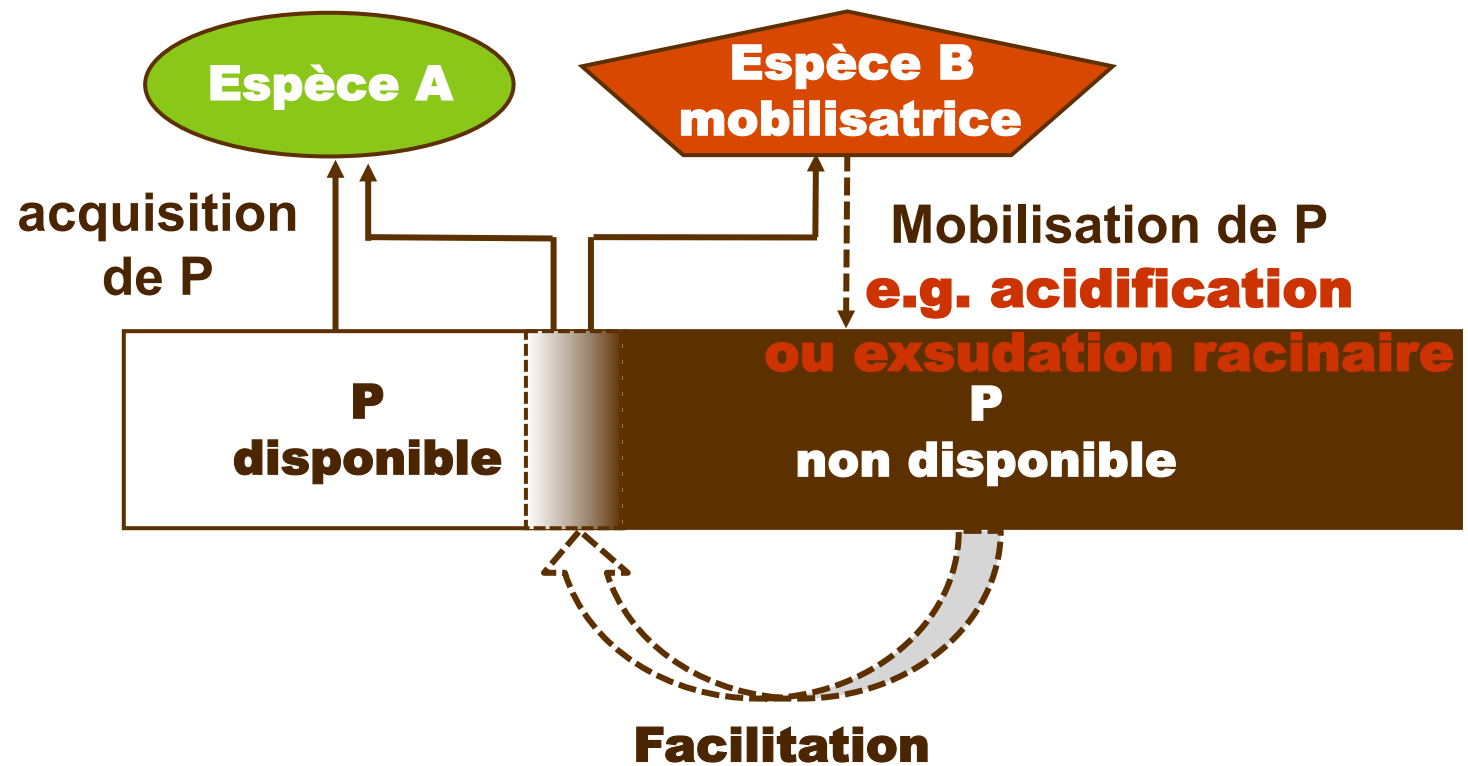 Espèce A
Espèce B
mobilisatrice
acquisition
de P
Mobilisation de P
e.g. acidification
ou exsudation racinaire
P
disponible
P
non disponible
Facilitation